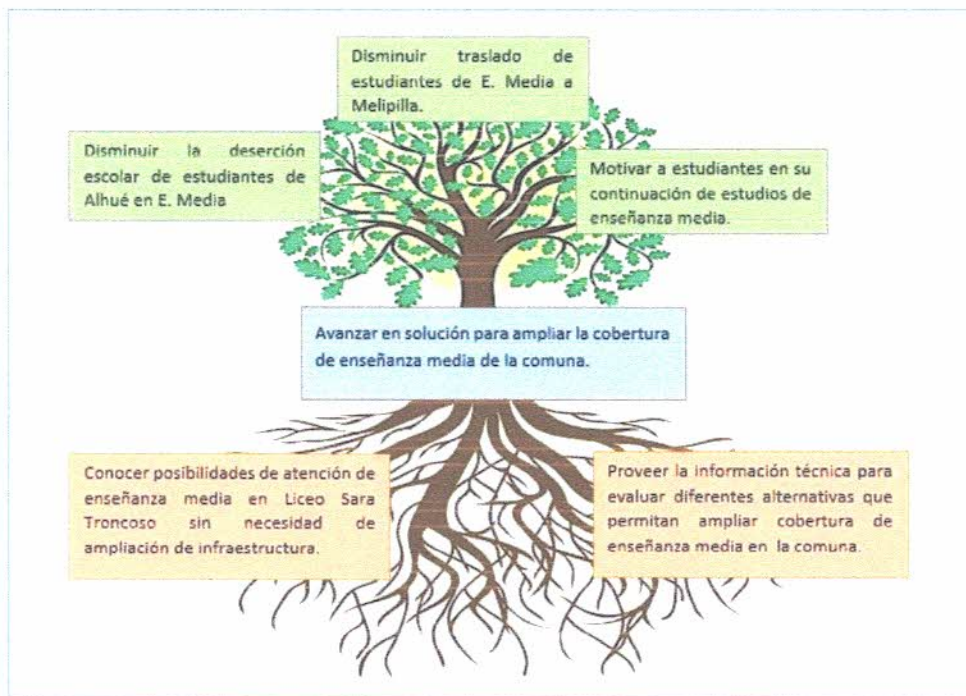 Disminuir traslado de
estudiantes de E. Media a
Melipilla.
Disminuir la deserción
escolar de estudiantes de
Alhué en E. Media
Motivar a estudiantes en su
continuación de estudios de
enseñanza media.
Avanzar en solución para ampliar la cobertura
de enseñanza media de la comuna.
Conocer posibilidades de atención de
enseñanza media en Liceo Sara
Troncoso sin necesidad de
ampliación de infraestructura.
Proveer la información técnica para
evaluar diferentes alternativas que
permitan ampliar cobertura de
enseñanza media en la comuna.